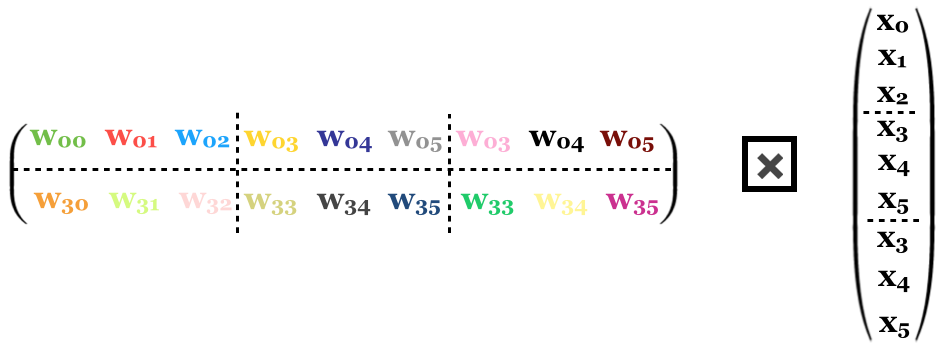 w₀₀ w₀₁ w₀₂ w₀₃ w₀₄ w₀₅ w₀₃ w₀₄ w₀₅
w₃₀ w₃₁ w₃₂ w₃₃ w₃₄ w₃₅ w₃₃ w₃₄ w₃₅
×
x₀
x₁
x₂
x₃
x₄
x₅
x₃
x₄
x₅